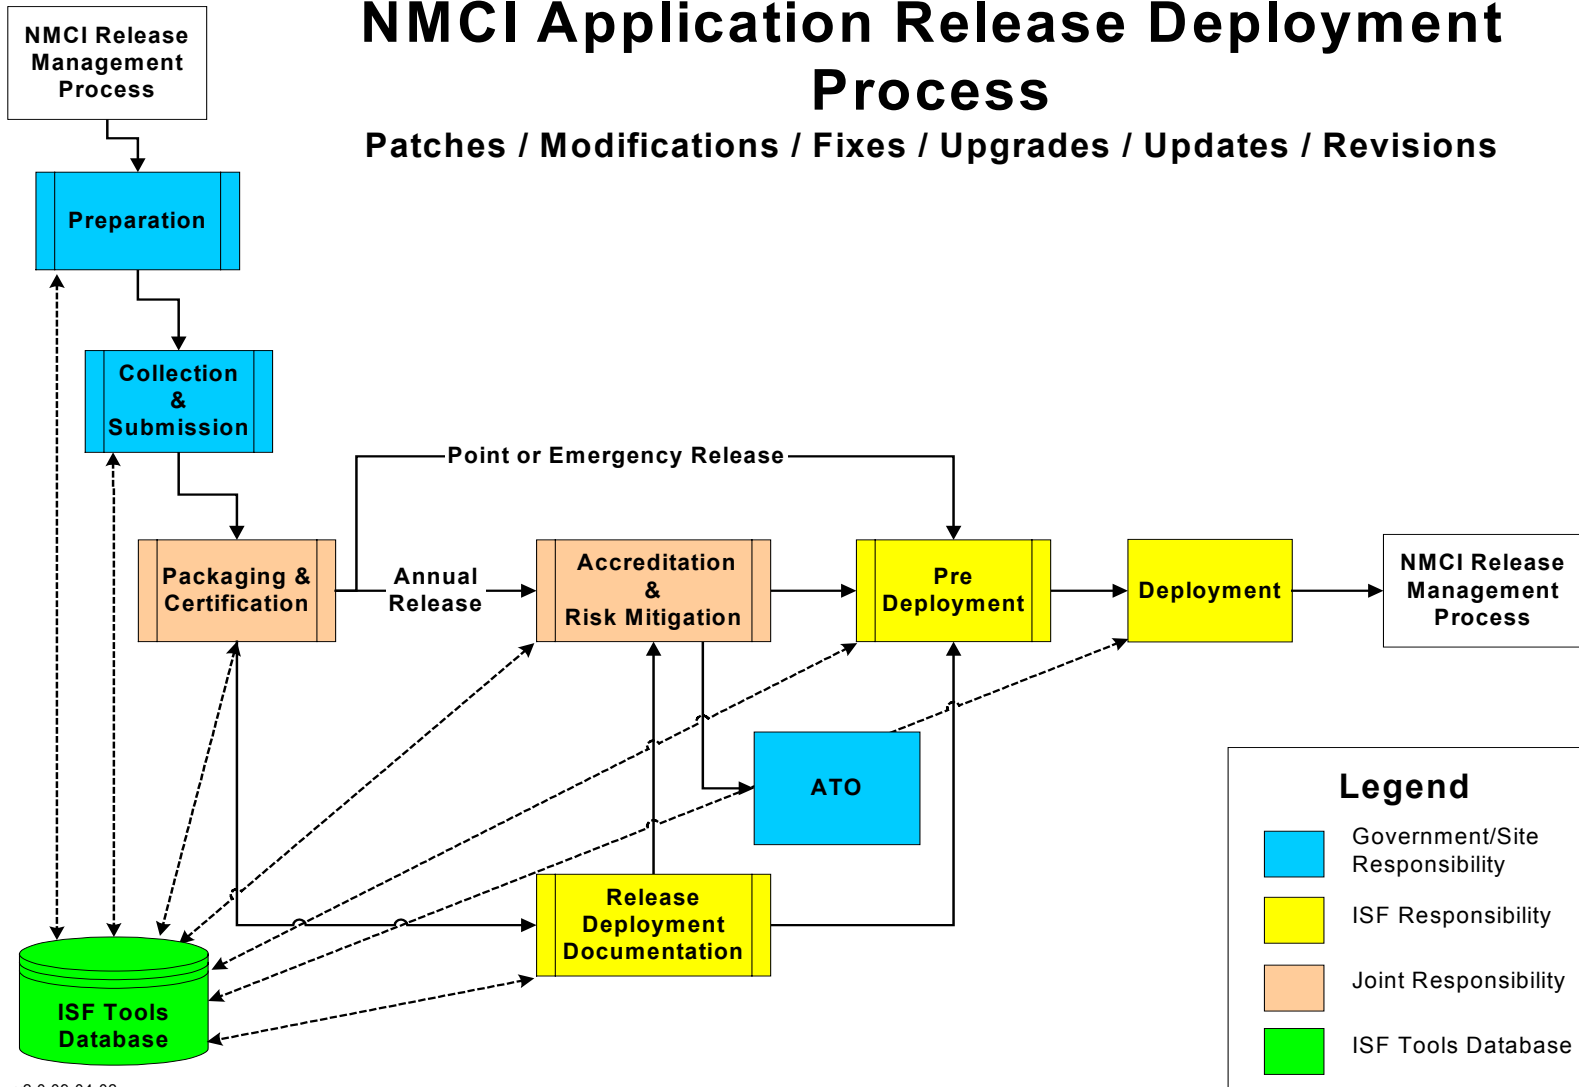 NMCI Release
Management
Process
NMCI Application Release Deployment
Process
Patches / Modifications / Fixes / Upgrades / Updates / Revisions
Preparation
Collection
&
Submission
Point or Emergency Release
Packaging &
Certification
Annual
Release
Accreditation
&
Risk Mitigation
Pre
Deployment
Deployment
NMCI Release
Management
Process
ATO
Release
Deployment
Documentation
ISF Tools
Database
Legend
Government/Site
Responsibility
ISF Responsibility
Joint Responsibility
ISF Tools Database